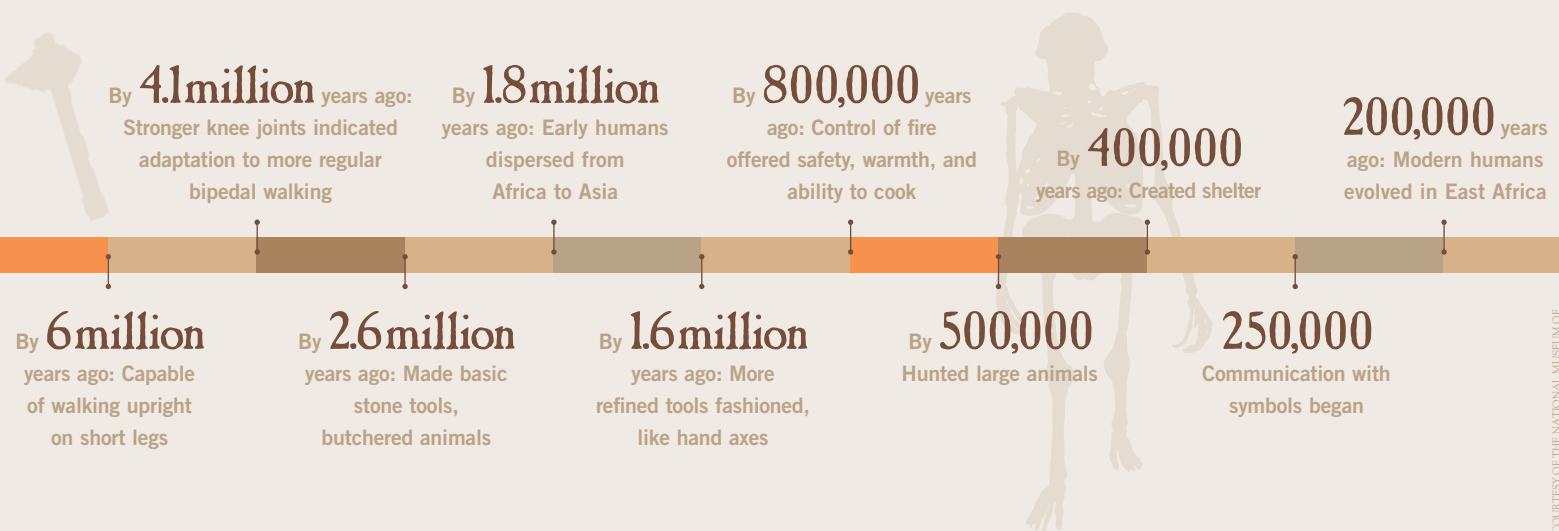 By 4.1 million years ago:
Stronger knee joints indicated
adaptation to more regular
bipedal walking
By 1.8 million
years ago: Early humans
dispersed from
Africa to Asia
By 800,000 years
ago: Control of fire
offered safety, warmth, and
ability to cook
By 400,000
years ago: Created shelter
200,000 years
ago: Modern humans
evolved in East Africa
By 6 million
years ago: Capable
of walking upright
on short legs
By 2.6 million
years ago: Made basic
stone tools,
butchered animals
By 1.6 million
years ago: More
refined tools fashioned,
like hand axes
By 500,000
Hunted large animals
250,000
Communication with
symbols began
OF THE NATIONAL MUSEUM OF